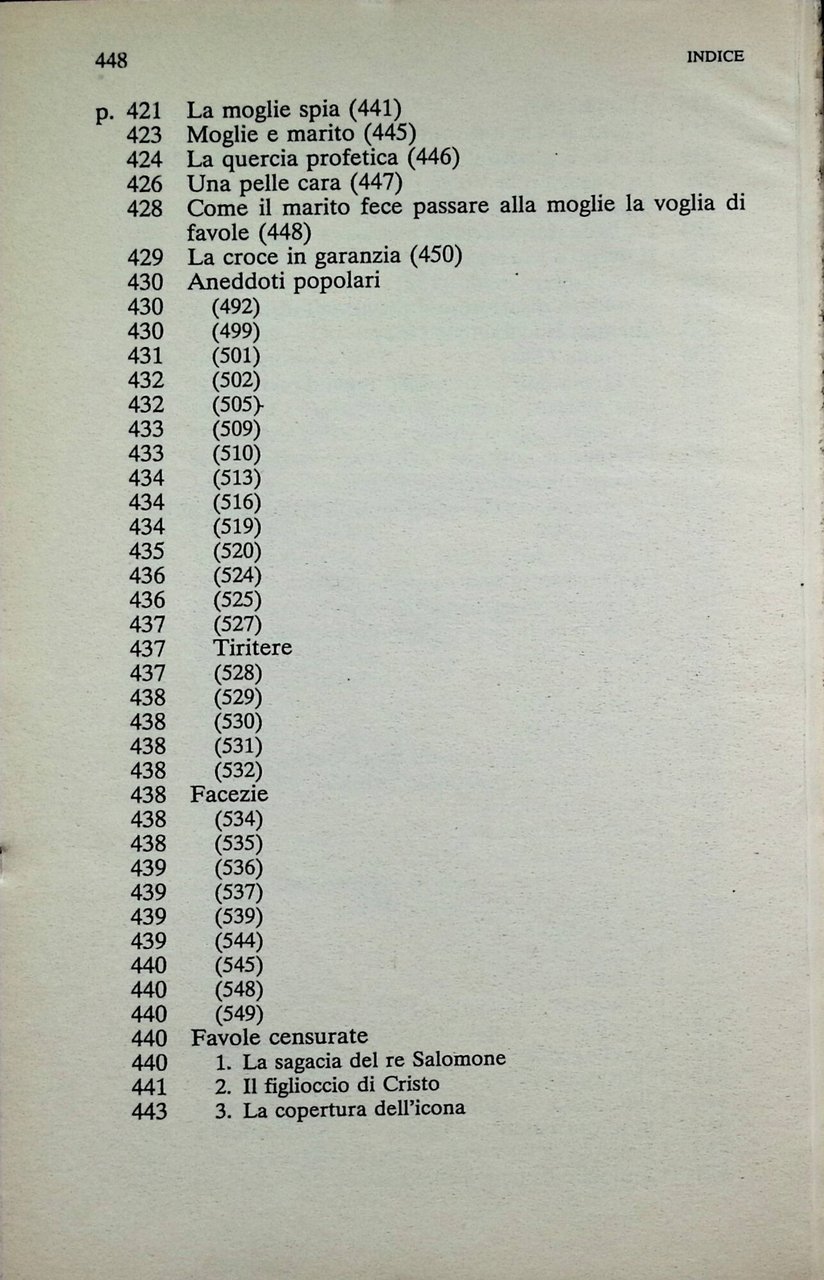 448 INDICE
p. 421 La moglie spia (441)
423 Moglie e marito (445)
424 La quercia profetica (446)
426 Una pelle cara (447)
428 Come il marito fece passare alla moglie la voglia di
favole (448)
429 La croce in garanzia (450)
430 Aneddoti popolari
430 (492)
430 (499)
431 (501)
432 (502)
432 (505)
433 (509)
433 (510)
434 (513)
434 (516)
434 (519)
435 (520)
436 (524)
436 (525)
437 (527)
437 Tiritere
437 (528)
438 (529)
438 (530)
438 (531)
438 (532)
438 Facezie
438 (534)
438 (535)
439 (536)
439 (537)
439 (539)
439 (544)
440 (545)
440 (548)
440 (549)
440 Favole censurate
440 1. La sagacia del re Salomone
441 2. Il figlioccio di Cristo
443 3. La copertura dell'icona